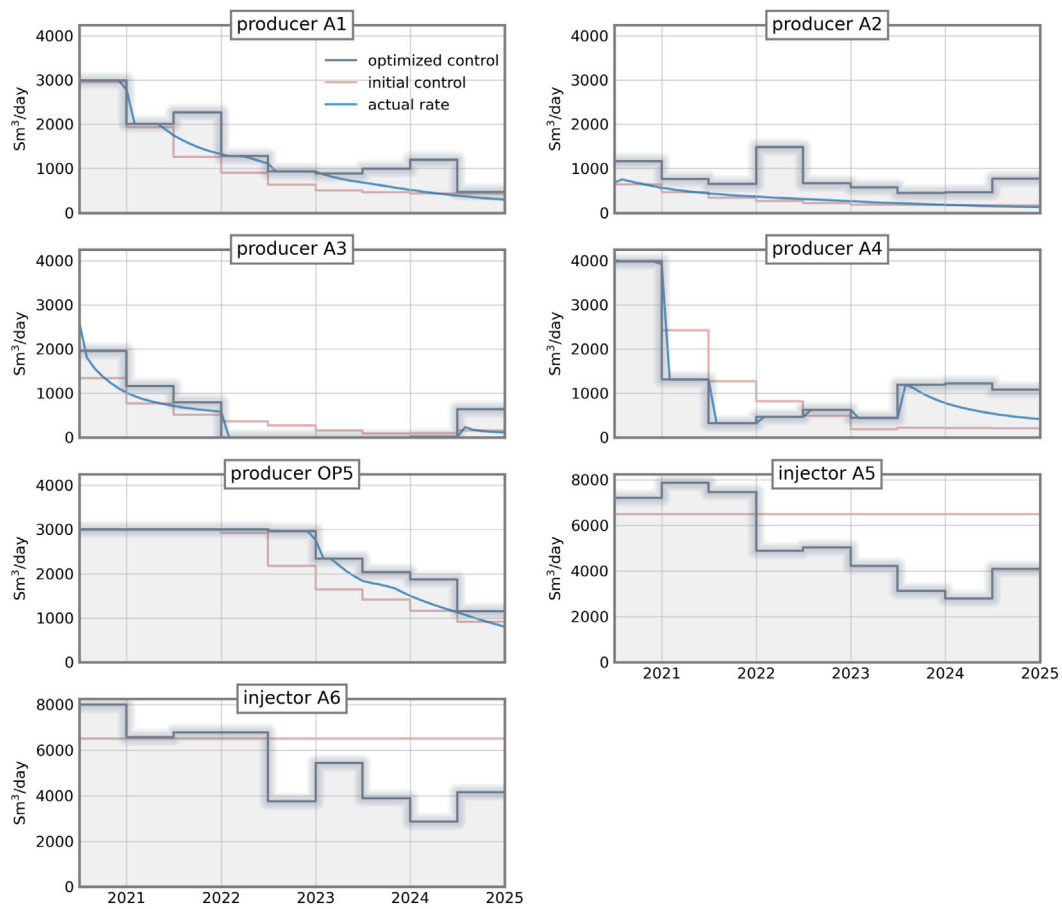 producer A1
4000
3000
2000
1000
0
Sm³/day
optimized control
initial control
actual rate
producer A2
4000
3000
2000
1000
0
Sm³/day
producer A3
4000
3000
2000
1000
0
Sm³/day
producer A4
4000
3000
2000
1000
0
Sm³/day
producer OP5
4000
3000
2000
1000
0
Sm³/day
injector A5
8000
6000
4000
2000
0
Sm³/day
2021 2022 2023 2024 2025
injector A6
8000
6000
4000
2000
0
Sm³/day
2021 2022 2023 2024 2025